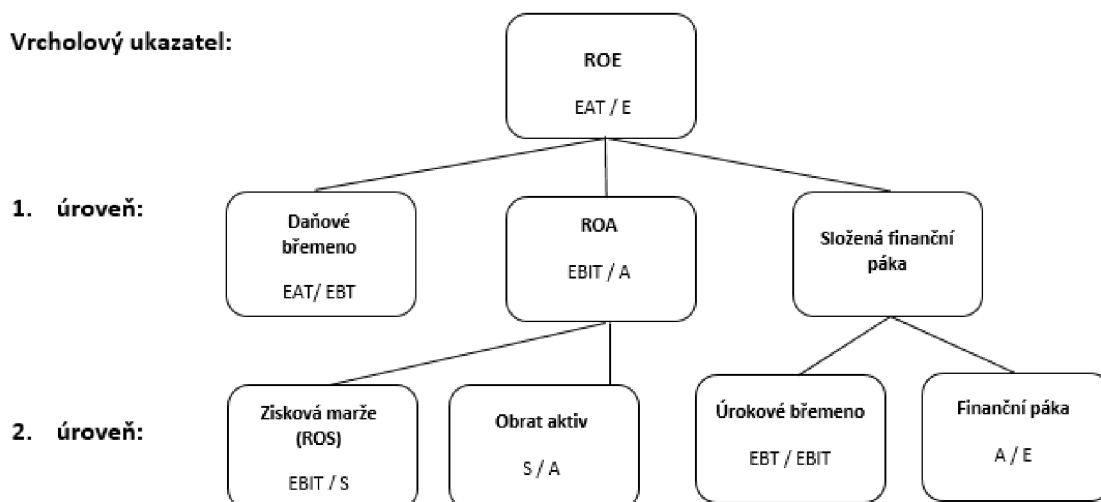 Vrcholový ukazatel:
ROE
EAT / E
1. úroveň:
Daňové
břemeno
EAT/ EBT
ROA
EBIT / A
Složená finanční
páka
2. úroveň:
Zisková marže
(ROS)
EBIT / S
Obrat aktiv
S / A
Úrokové břemeno
EBT / EBIT
Finanční páka
A / E